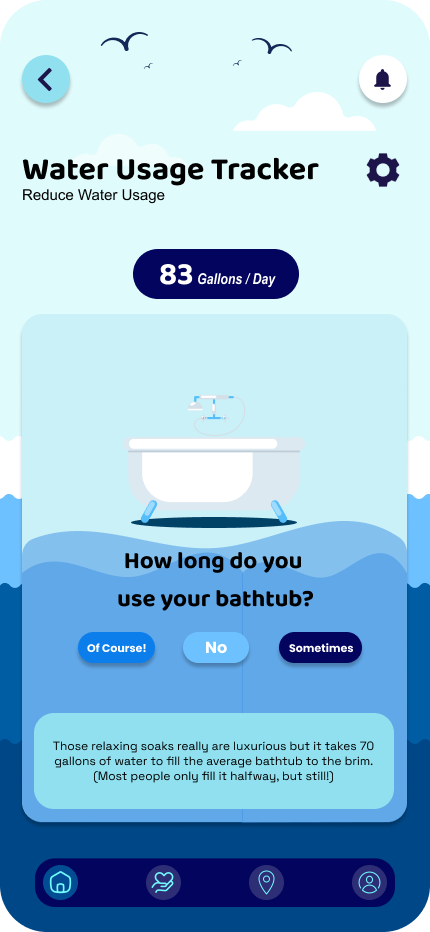 Water Usage Tracker
Reduce Water Usage
83 Gallons / Day
How long do you
use your bathtub?
Of Course!
No
Sometimes
Those relaxing soaks really are luxurious but it takes 70
gallons of water to fill the average bathtub to the brim.
(Most people only fill it halfway, but still!)